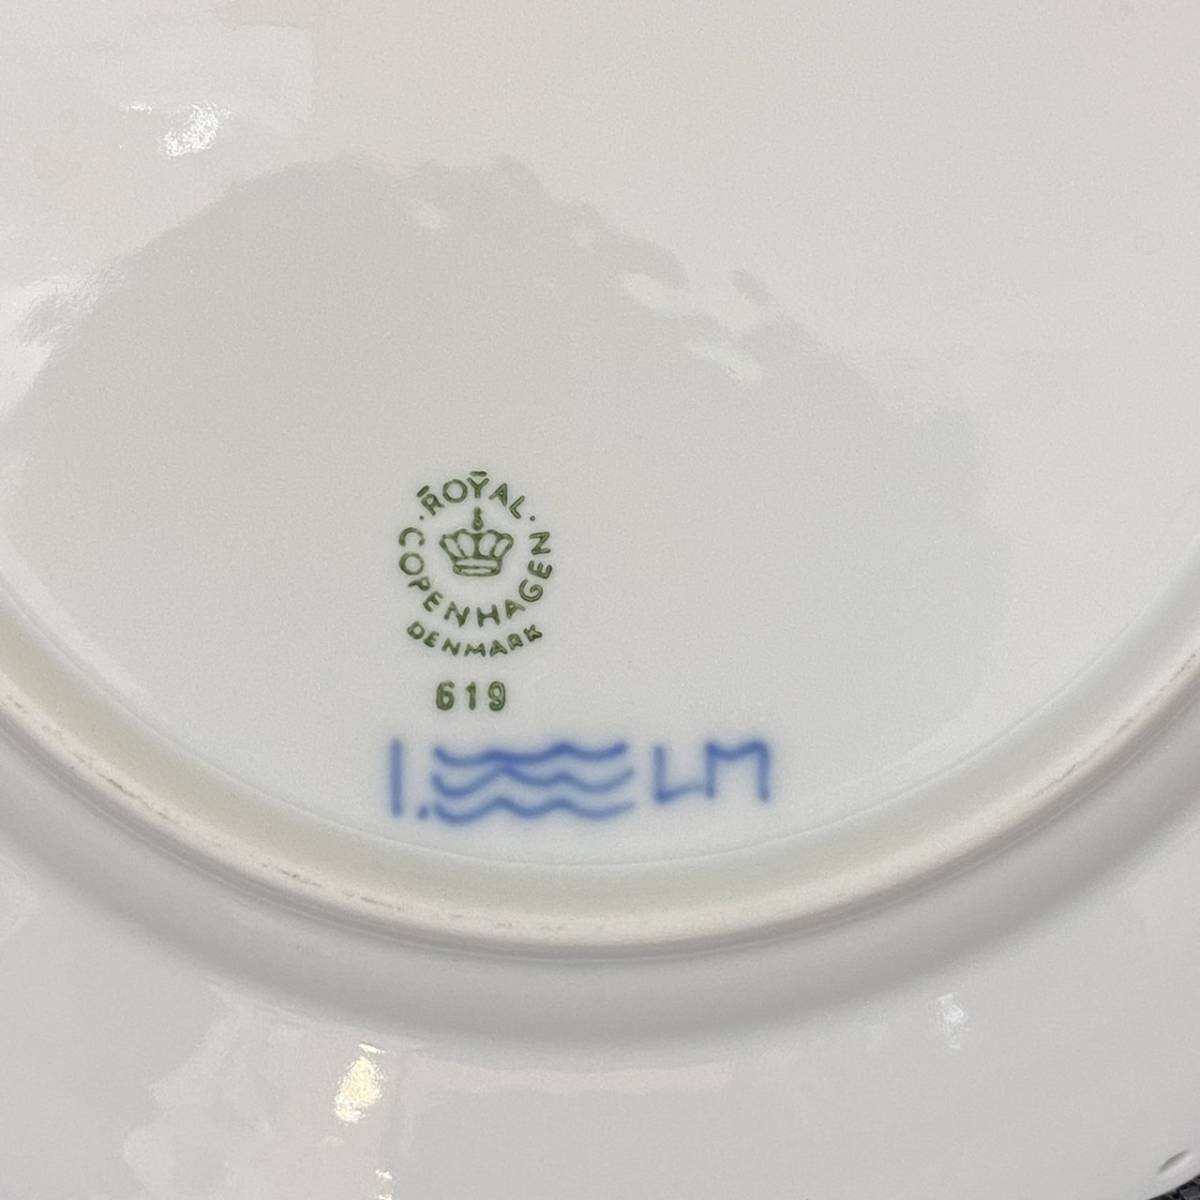 ROYAL
COPENHAGEN
DENMARK
619
1. LM